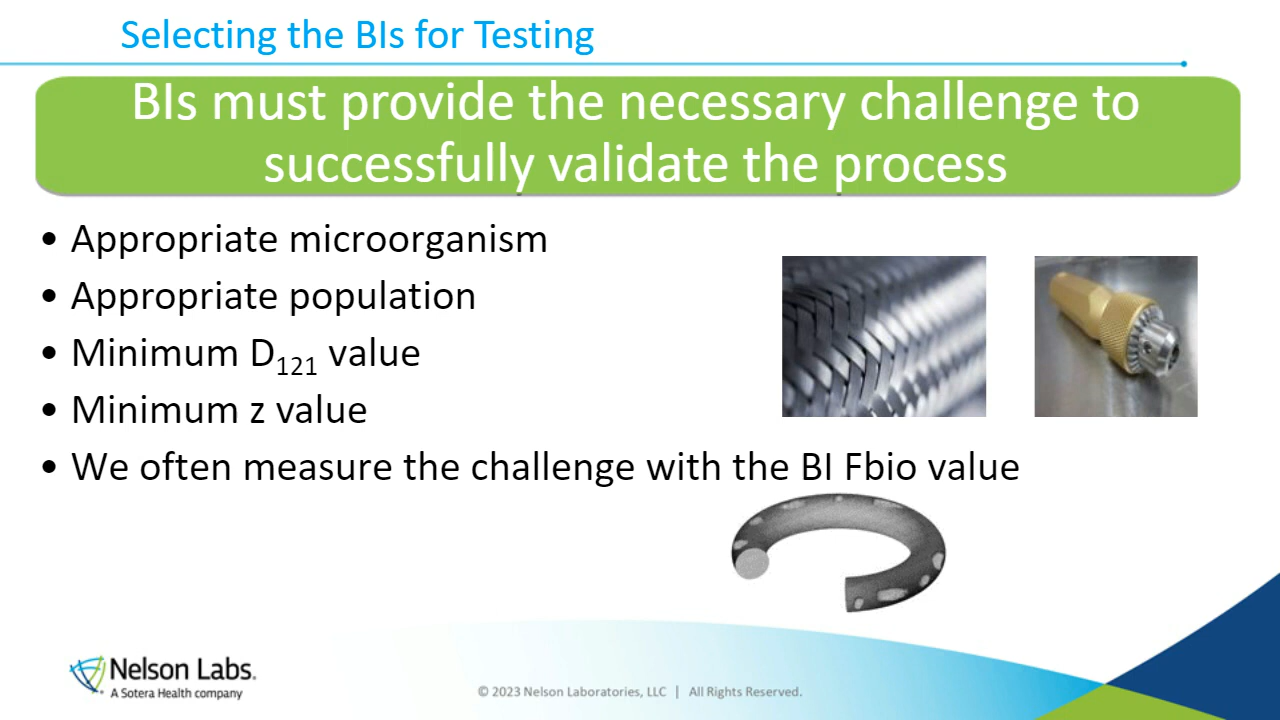 Selecting the BIs for Testing
BIs must provide the necessary challenge to
successfully validate the process
• Appropriate microorganism
• Appropriate population
• Minimum D₁₂₁ value
• Minimum z value
• We often measure the challenge with the BI Fbio value
Nelson Labs.
A Sotera Health company
© 2023 Nelson Laboratories, LLC | All Rights Reserved.